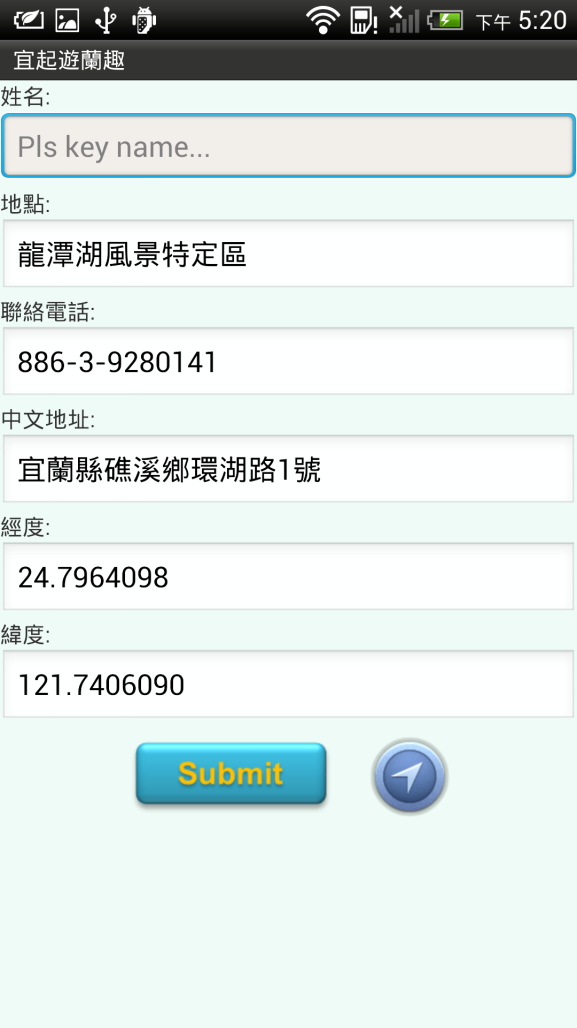 下午 5:20
宜起遊蘭趣
姓名:
Pls key name...
地點:
龍潭湖風景特定區
聯絡電話:
886-3-9280141
中文地址:
宜蘭縣礁溪鄉環湖路1號
經度:
24.7964098
緯度:
121.7406090
Submit